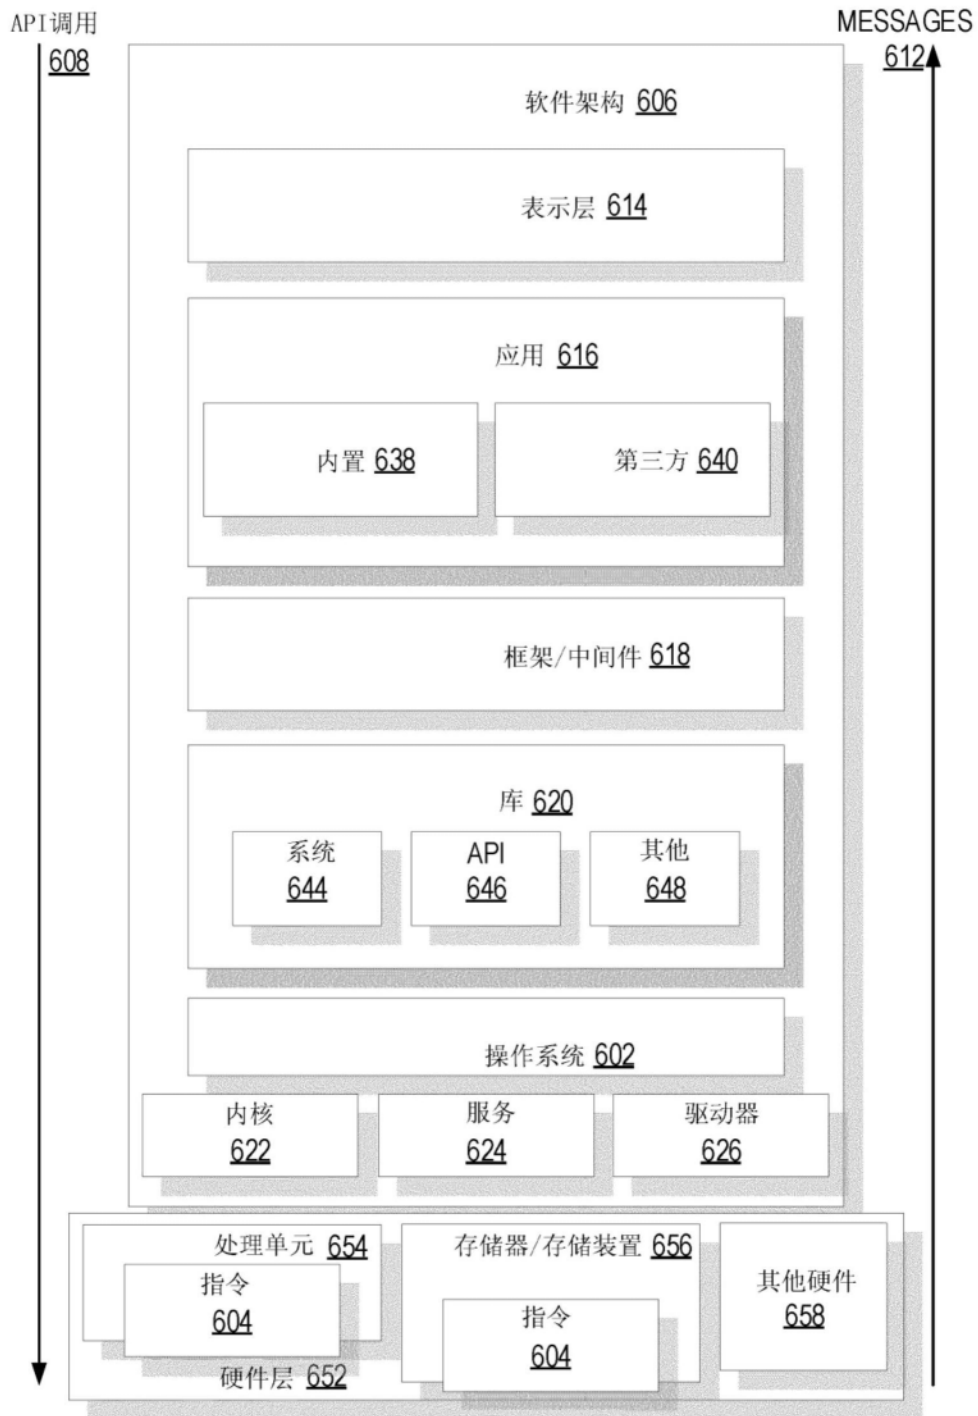 API调用
608
MESSAGES
612
软件架构 606
表示层 614
应用 616
内置 638
第三方 640
框架/中间件 618
库 620
系统
644
API
646
其他
648
操作系统 602
内核
622
服务
624
驱动器
626
处理单元 654
指令
604
存储器/存储装置 656
指令
604
其他硬件
658
硬件层 652